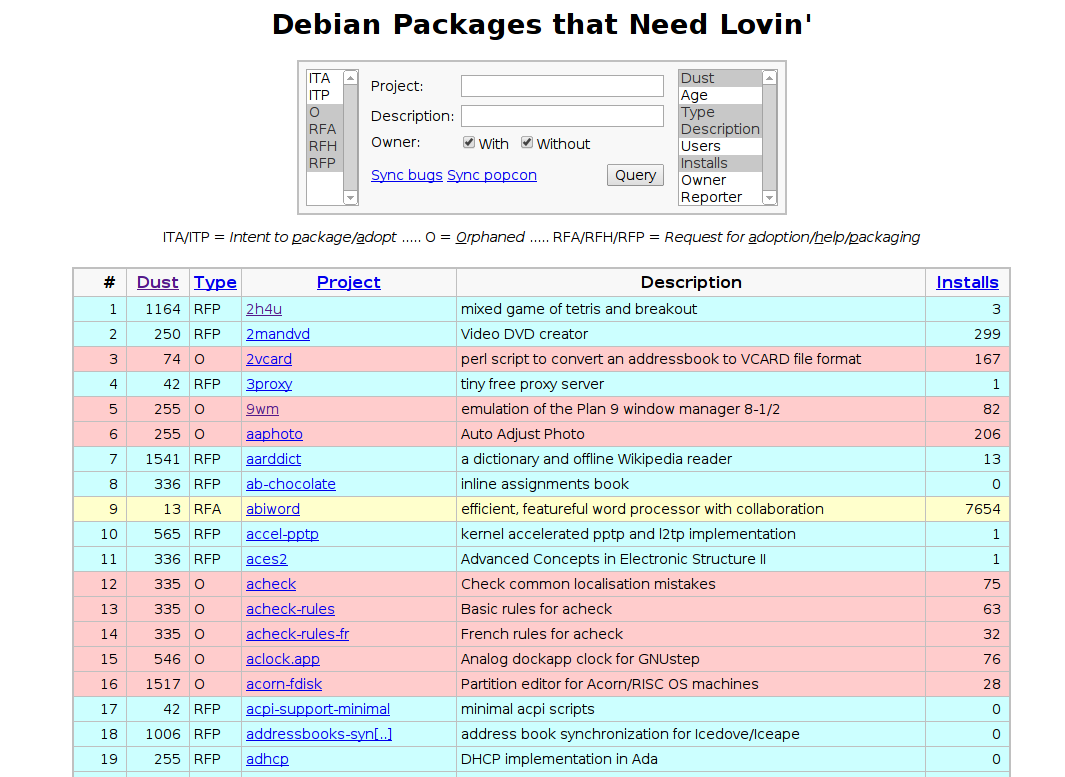 Debian Packages that Need Lovin'
ITA
ITP
O
RFA
RFH
RFP
Project:
Description:
Owner: With Without
Sync bugs Sync popcon Query
Dust
Age
Type
Description
Users
Installs
Owner
Reporter
ITA/ITP = Intent to package/adopt ..... O = Orphaned ..... RFA/RFH/RFP = Request for adoption/help/packaging
# Dust Type Project Description Installs
1 1164 RFP 2h4u mixed game of tetris and breakout 3
2 250 RFP 2mandvd Video DVD creator 299
3 74 O 2vcard perl script to convert an addressbook to VCARD file format 167
4 42 RFP 3proxy tiny free proxy server 1
5 255 O 9wm emulation of the Plan 9 window manager 8-1/2 82
6 255 O aaphoto Auto Adjust Photo 206
7 1541 RFP aarddict a dictionary and offline Wikipedia reader 13
8 336 RFP ab-chocolate inline assignments book 0
9 13 RFA abiword efficient, featureful word processor with collaboration 7654
10 565 RFP accel-pptp kernel accelerated pptp and l2tp implementation 1
11 336 RFP aces2 Advanced Concepts in Electronic Structure II 1
12 335 O acheck Check common localisation mistakes 75
13 335 O acheck-rules Basic rules for acheck 63
14 335 O acheck-rules-fr French rules for acheck 32
15 546 O aclock.app Analog dockapp clock for GNUstep 76
16 1517 O acorn-fdisk Partition editor for Acorn/RISC OS machines 28
17 42 RFP acpi-support-minimal minimal acpi scripts 0
18 1006 RFP addressbooks-syn[..] address book synchronization for Icedove/Iceape 0
19 255 RFP adhcp DHCP implementation in Ada 0